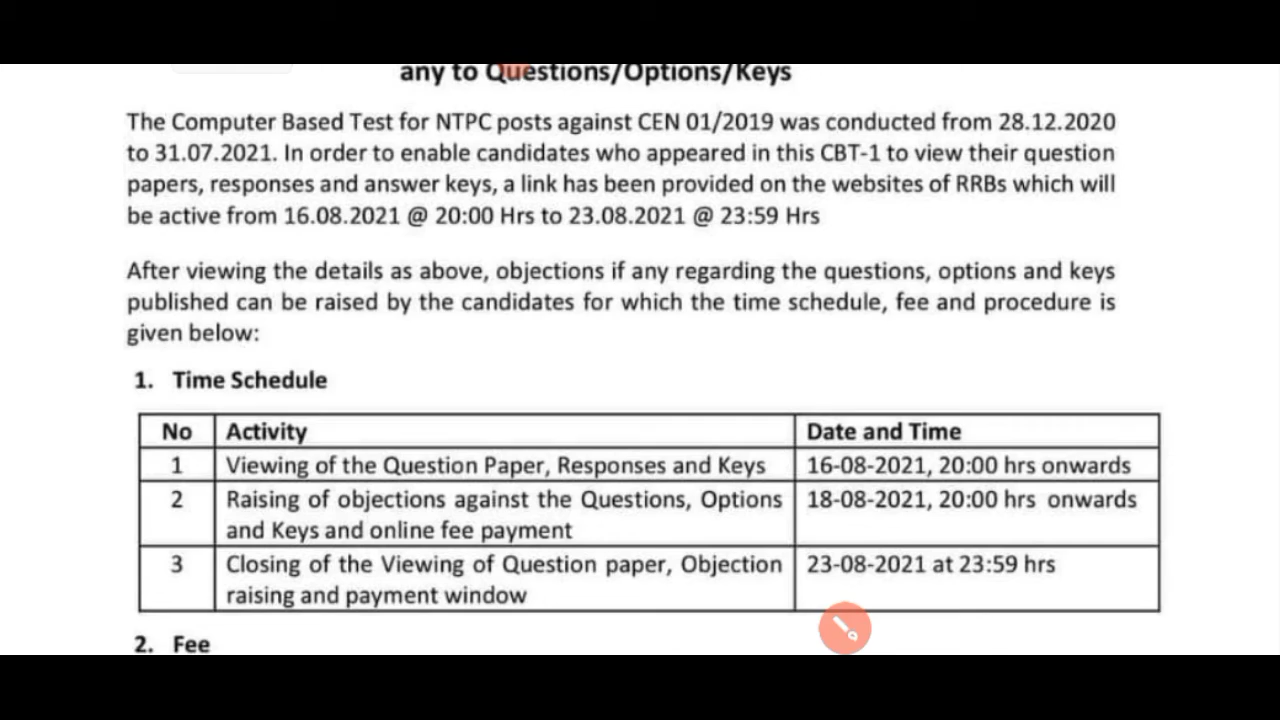 any to Questions/Options/Keys
The Computer Based Test for NTPC posts against CEN 01/2019 was conducted from 28.12.2020
to 31.07.2021. In order to enable candidates who appeared in this CBT-1 to view their question
papers, responses and answer keys, a link has been provided on the websites of RRBs which will
be active from 16.08.2021 @ 20:00 Hrs to 23.08.2021 @ 23:59 Hrs
After viewing the details as above, objections if any regarding the questions, options and keys
published can be raised by the candidates for which the time schedule, fee and procedure is
given below:
1. Time Schedule
No Activity Date and Time
1 Viewing of the Question Paper, Responses and Keys 16-08-2021, 20:00 hrs onwards
2 Raising of objections against the Questions, Options 18-08-2021, 20:00 hrs onwards
and Keys and online fee payment
3 Closing of the Viewing of Question paper, Objection 23-08-2021 at 23:59 hrs
raising and payment window
2. Fee